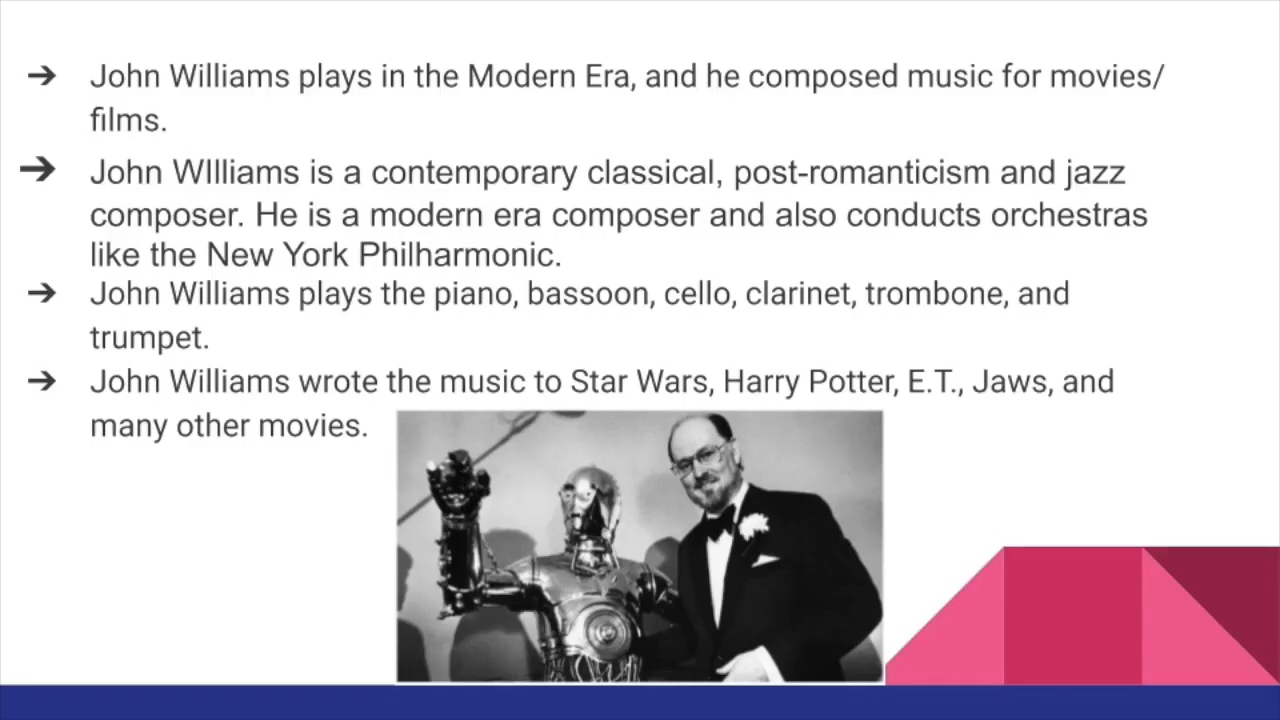 ➔ John Williams plays in the Modern Era, and he composed music for movies/
films.
➔ John WIlliams is a contemporary classical, post-romanticism and jazz
composer. He is a modern era composer and also conducts orchestras
like the New York Philharmonic.
➔ John Williams plays the piano, bassoon, cello, clarinet, trombone, and
trumpet.
➔ John Williams wrote the music to Star Wars, Harry Potter, E.T., Jaws, and
many other movies.